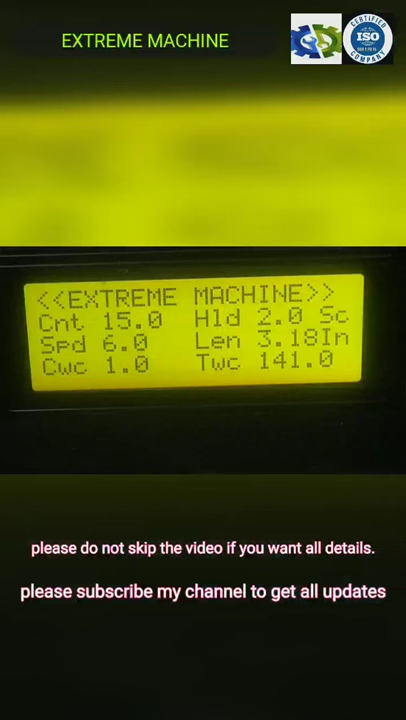 EXTREME MACHINE
CERTIFIED
ISO
COMPANY
<<EXTREME MACHINE>>
Cnt 15.0 Hld 2.0 Sc
Spd 6.0 Len 3.18In
Cwc 1.0 Twc 141.0
please do not skip the video if you want all details.
please subscribe my channel to get all updates